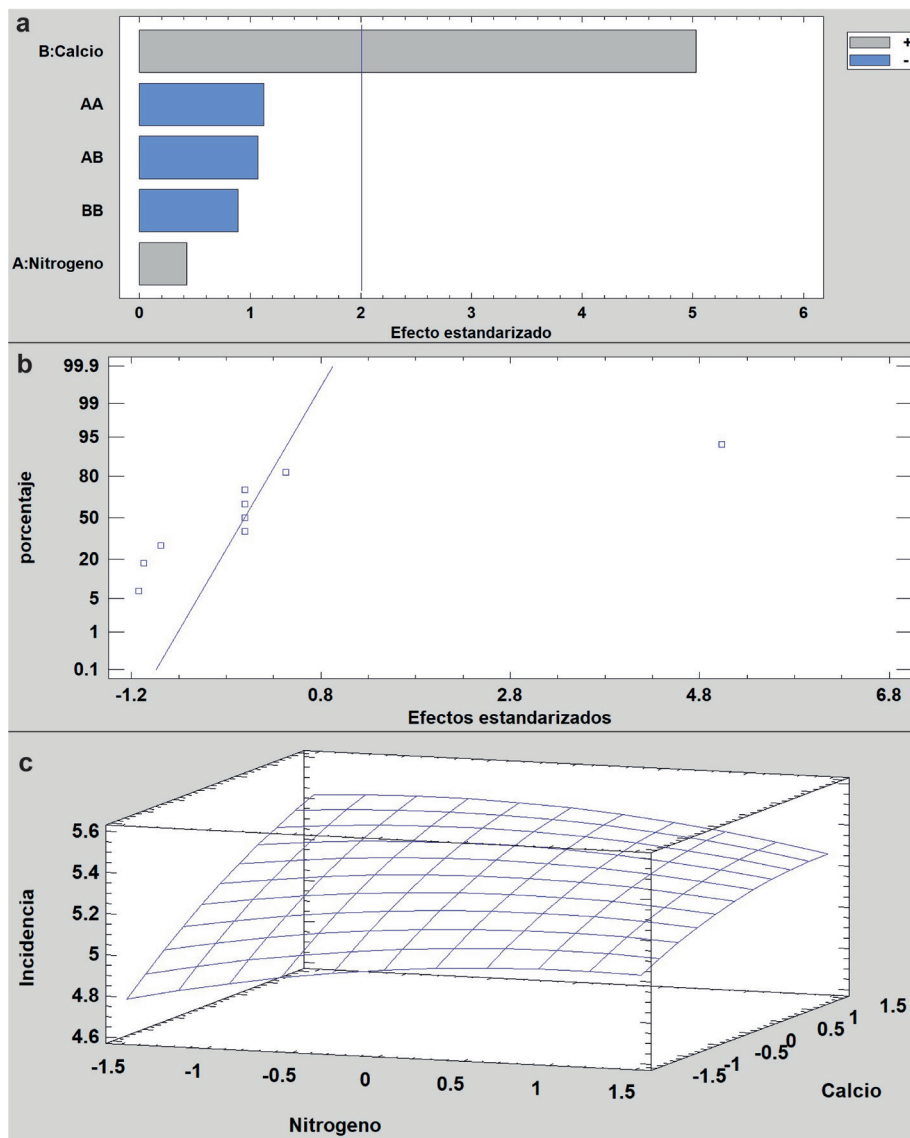 a
B:Calcio
AA
AB
BB
A:Nitrogeno
+
-
0 1 2 3 4 5 6
Efecto estandarizado
b
99.9
99
95
80
50
20
5
1
0.1
porcentaje
-1.2 0.8 2.8 4.8 6.8
Efectos estandarizados
c
5.6
5.4
5.2
5
4.8
4.6
Incidencia
-1.5 -1 -0.5 0 0.5 1 1.5
Nitrogeno
-1.5 -1 -0.5 0 0.5 1 1.5
Calcio